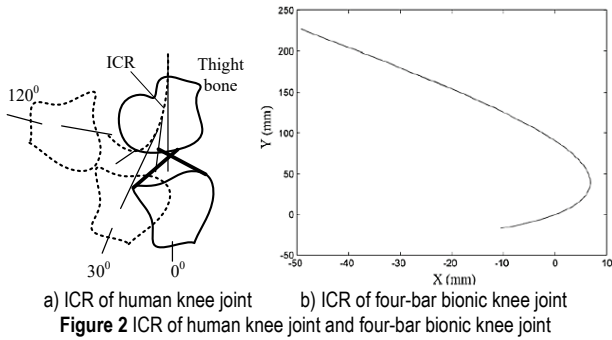 ICR
Thight
bone
120⁰
30⁰
0⁰
250
200
150
100
50
0
-50
Y (mm)
-50 -40 -30 -20 -10 0 10
X (mm)
a) ICR of human knee joint b) ICR of four-bar bionic knee joint
Figure 2 ICR of human knee joint and four-bar bionic knee joint